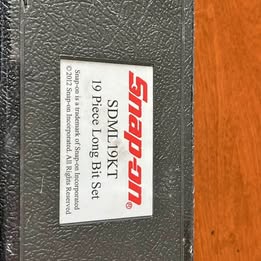 Snap-on®
SDML19KT
19 Piece Long Bit Set
Snap-on is a trademark of Snap-on Incorporated
©2012 Snap-on Incorporated. All Rights Reserved.